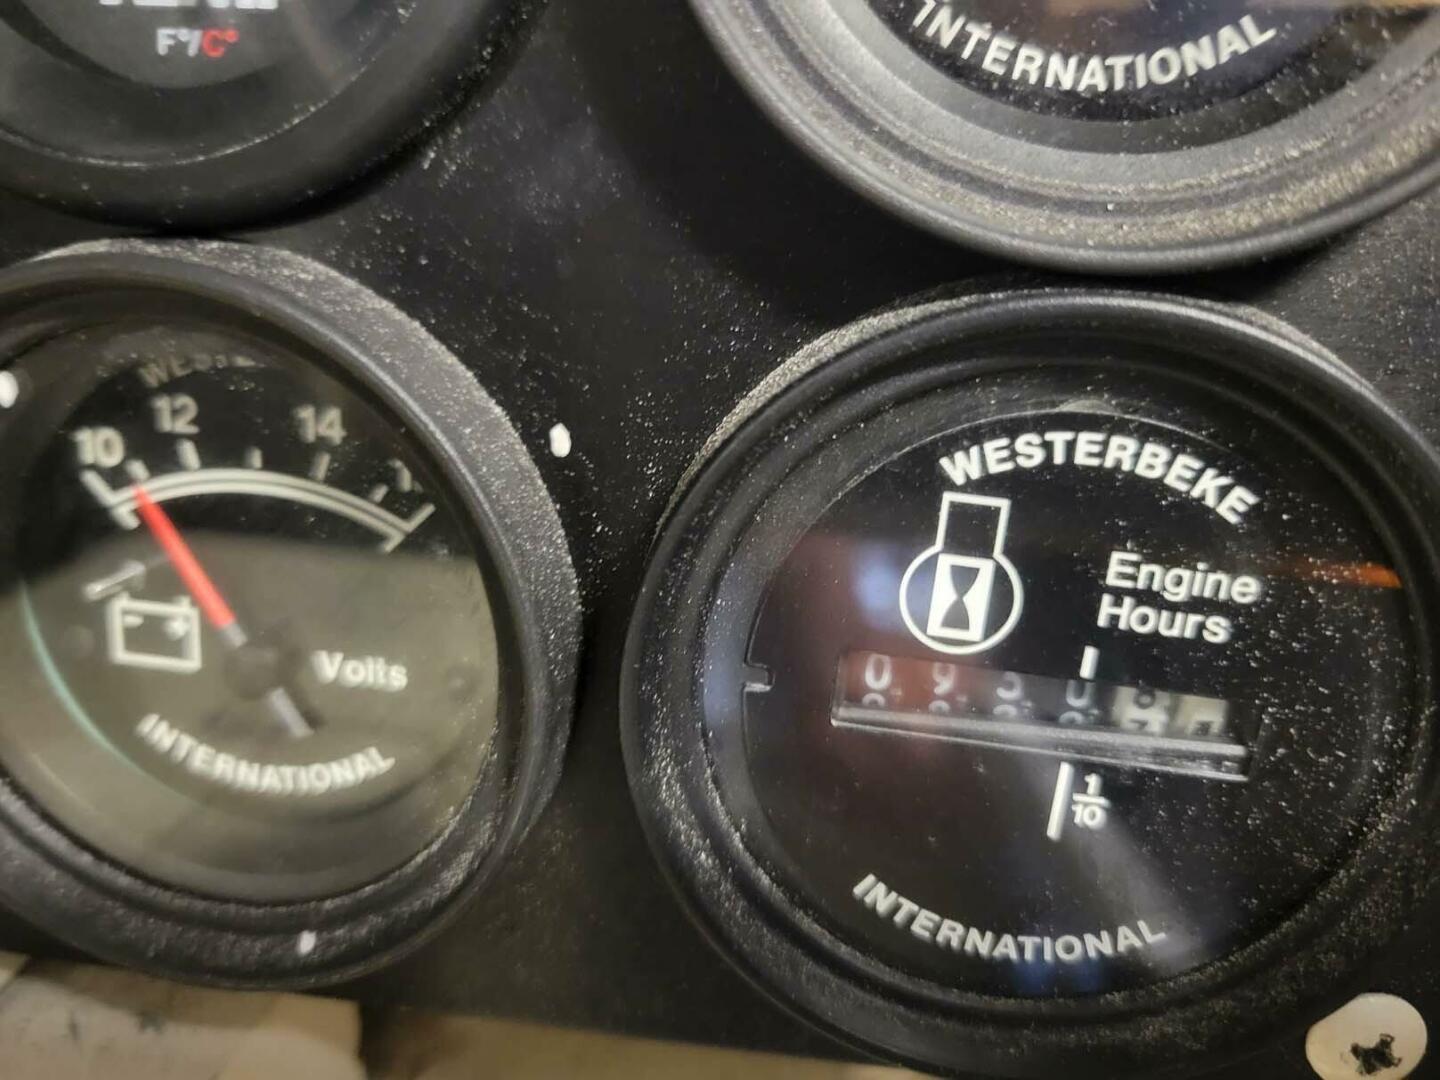 F°/C°
INTERNATIONAL
10 12 14
Volts
INTERNATIONAL
WESTERBEKE
Engine
Hours
1/10
INTERNATIONAL